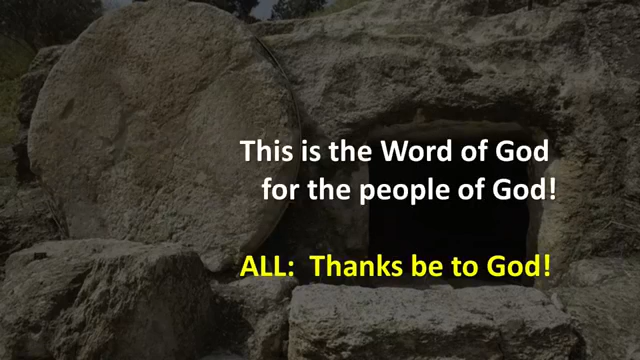 This is the Word of God
for the people of God!
ALL:  Thanks be to God!